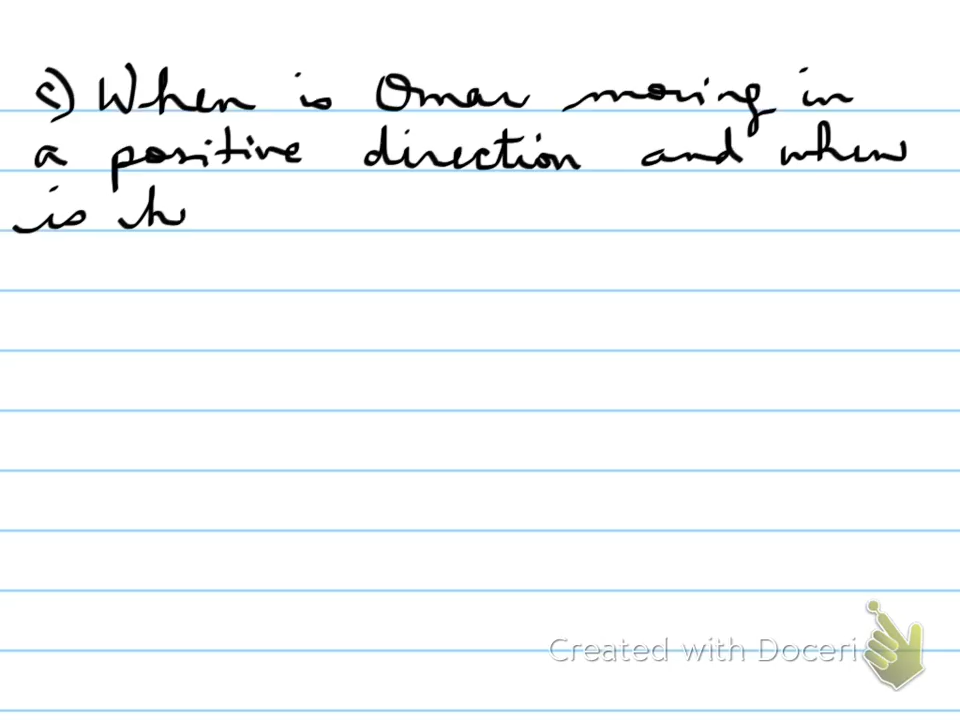 c) When is Omar moving in
a positive direction and when
is h
Created with Doceri